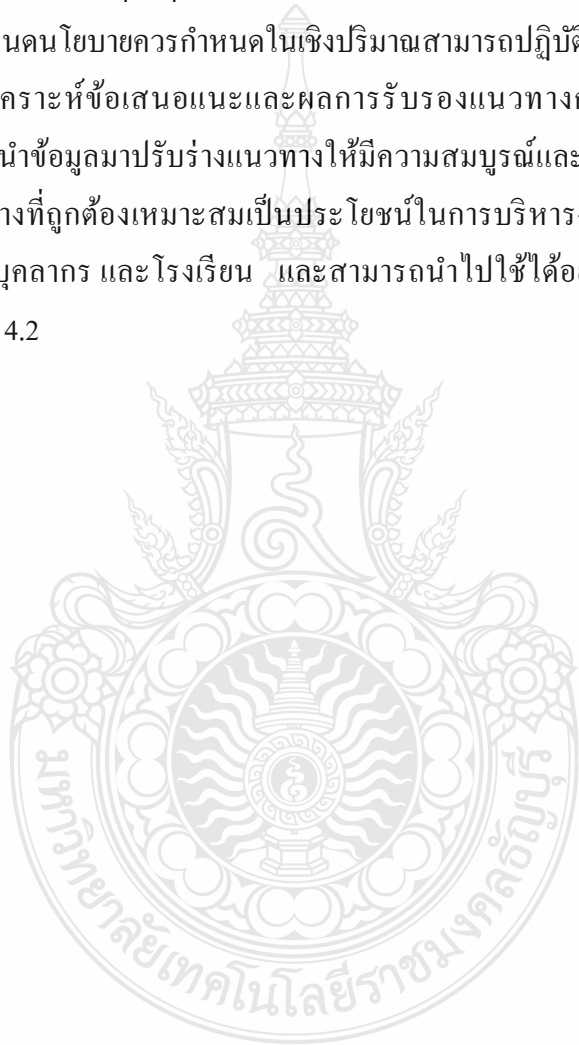 นดนโยบายควรกำหนดในเชิงปริมาณสามารถปฏิบัติ
คราะห์ข้อเสนอแนะและผลการรับรองแนวทาง
นำข้อมูลมาปรับร่างแนวทางให้มีความสมบูรณ์และ
างที่ถูกต้องเหมาะสมเป็นประโยชน์ในการบริหาร
บุคลากร และโรงเรียน และสามารถนำไปใช้ได้
4.2
มหาวิทยาลัยเทคโนโลยีราชมงคลธัญบุรี